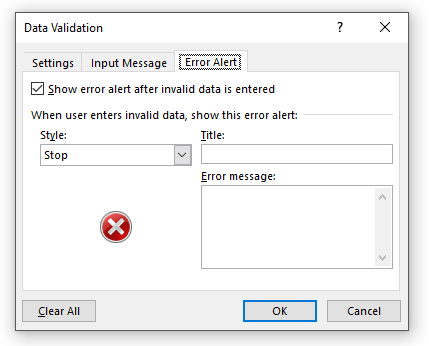 Data Validation
?
Settings
Input Message
Error Alert
Show error alert after invalid data is entered
When user enters invalid data, show this error alert:
Style:
Title:
Stop
Error message:
Clear All
OK
Cancel